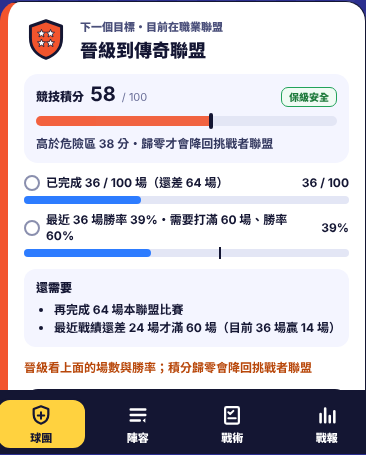 下一個目標・目前在職業聯盟
晉級到傳奇聯盟
競技積分 58 / 100 保級安全
高於危險區 38 分・歸零才會降回挑戰者聯盟
已完成 36 / 100 場（還差 64 場） 36 / 100
最近 36 場勝率 39%・需要打滿 60 場、勝率
60% 39%
還需要
• 再完成 64 場本聯盟比賽
• 最近戰績還差 24 場才滿 60 場（目前 36 場贏 14 場）
晉級看上面的場數與勝率；積分歸零會降回挑戰者聯盟
球團 陣容 戰術 戰報